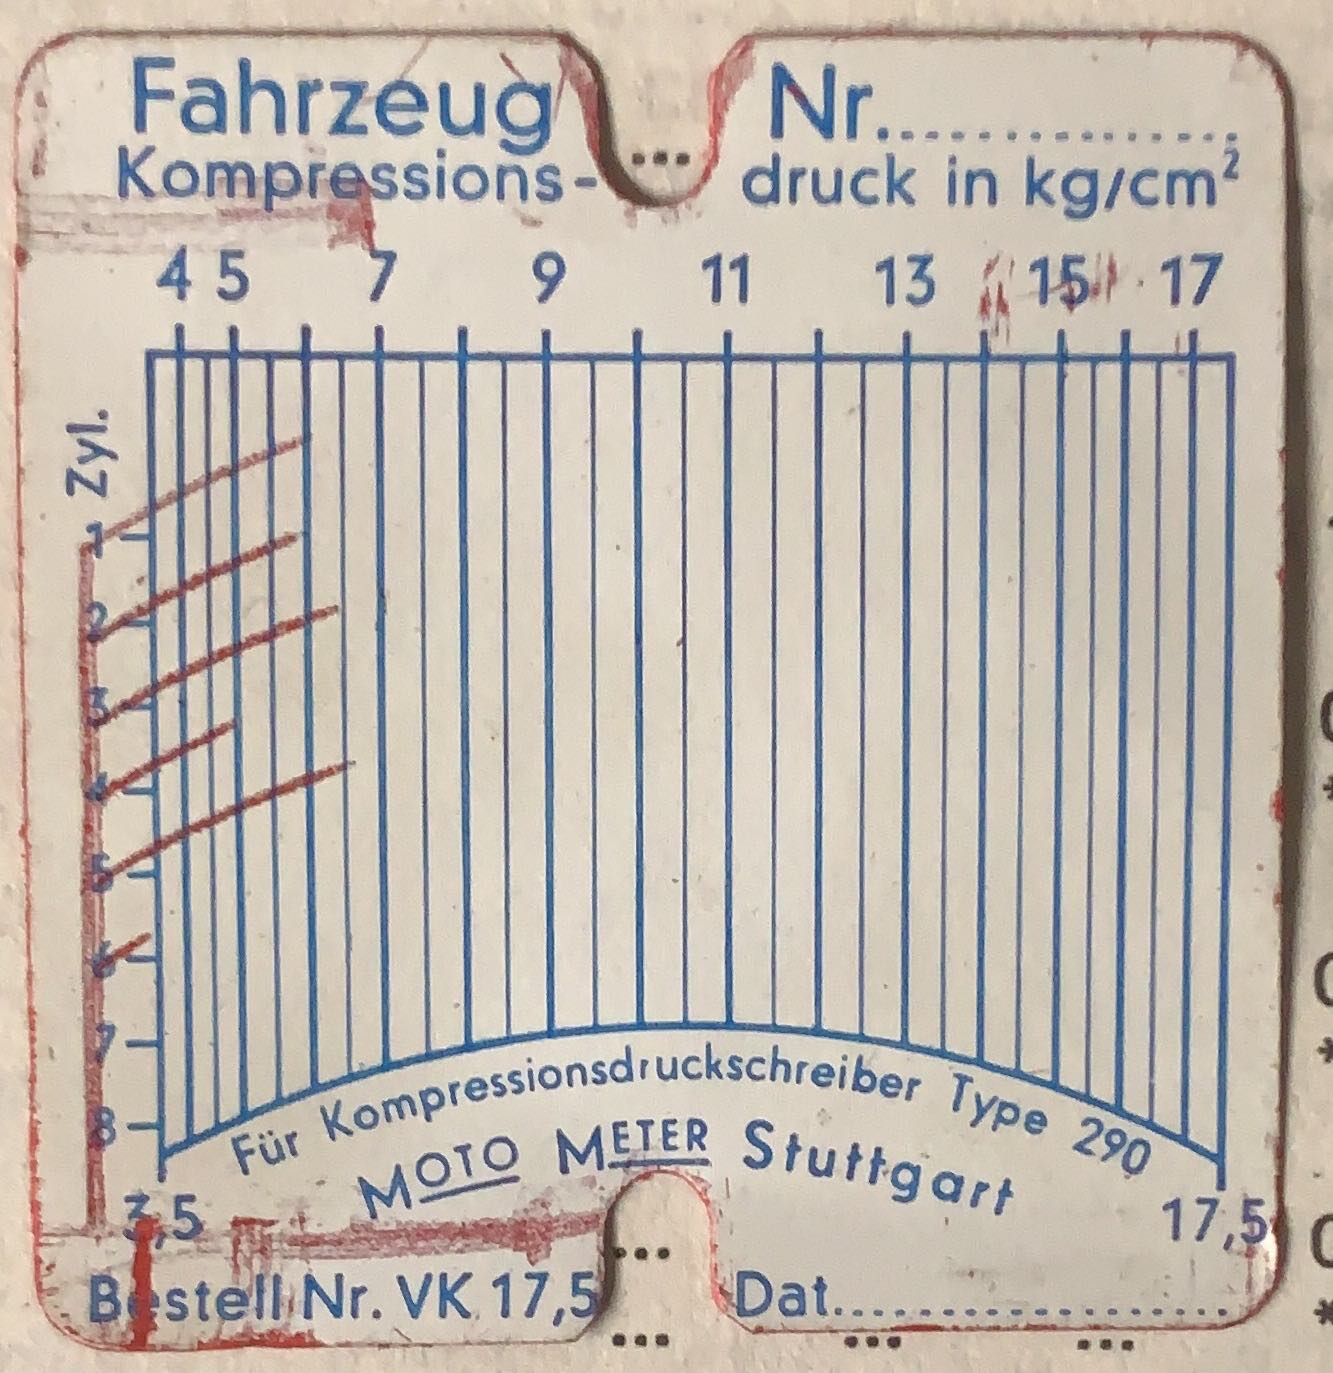 Fahrzeug Nr. ...............
Kompressions- druck in kg/cm²
4 5 7 9 11 13 15 17
Zyl.
1
2
3
4
5
6
7
8
Für Kompressionsdruckschreiber Type 290
MOTO METER Stuttgart
3,5 17,5
Bestell Nr. VK 17,5 Dat. ....................